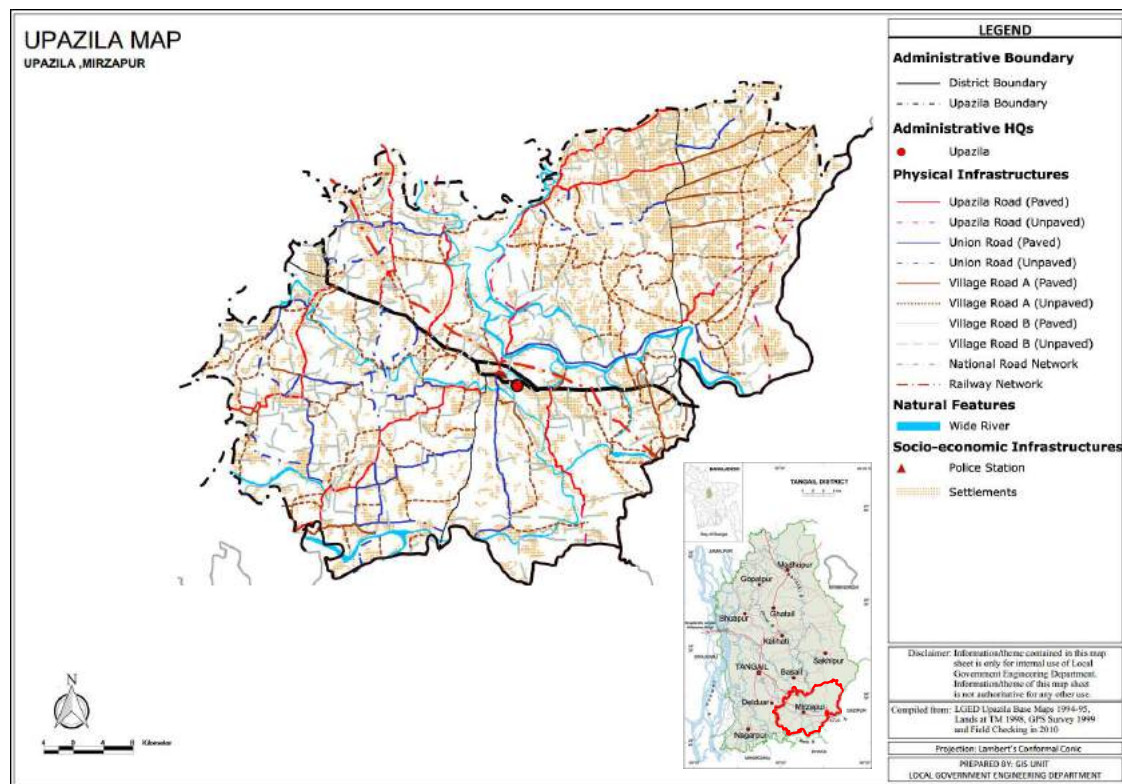 UPAZILA MAP
UPAZILA ,MIRZAPUR
LEGEND
Administrative Boundary
District Boundary
Upazila Boundary
Administrative HQs
Upazila
Physical Infrastructures
Upazila Road (Paved)
Upazila Road (Unpaved)
Union Road (Paved)
Union Road (Unpaved)
Village Road A (Paved)
Village Road A (Unpaved)
Village Road B (Paved)
Village Road B (Unpaved)
National Road Network
Railway Network
Natural Features
Wide River
Socio-economic Infrastructures
Police Station
Settlements
BANGLADESH
Bay of Bengal
TANGAIL DISTRICT
Madhupur
Gopalpur
Ghatail
Bhuapur
Kalihati
Sakhipur
TANGAIL
Basail
Delduar
Mirzapur
Nagarpur
N
Kilometer
Disclaimer: Information/theme contained in this map
sheet is only for internal use of Local
Government Engineering Department.
Information/theme of this map sheet
is not authoritative for any other use.
Compiled from: LGED Upazila Base Maps 1994-95,
Lands at TM 1998, GPS Survey 1999
and Field Checking in 2010
Projection: Lambert's Conformal Conic
PREPARED BY: GIS UNIT
LOCAL GOVERNMENT ENGINEERING DEPARTMENT